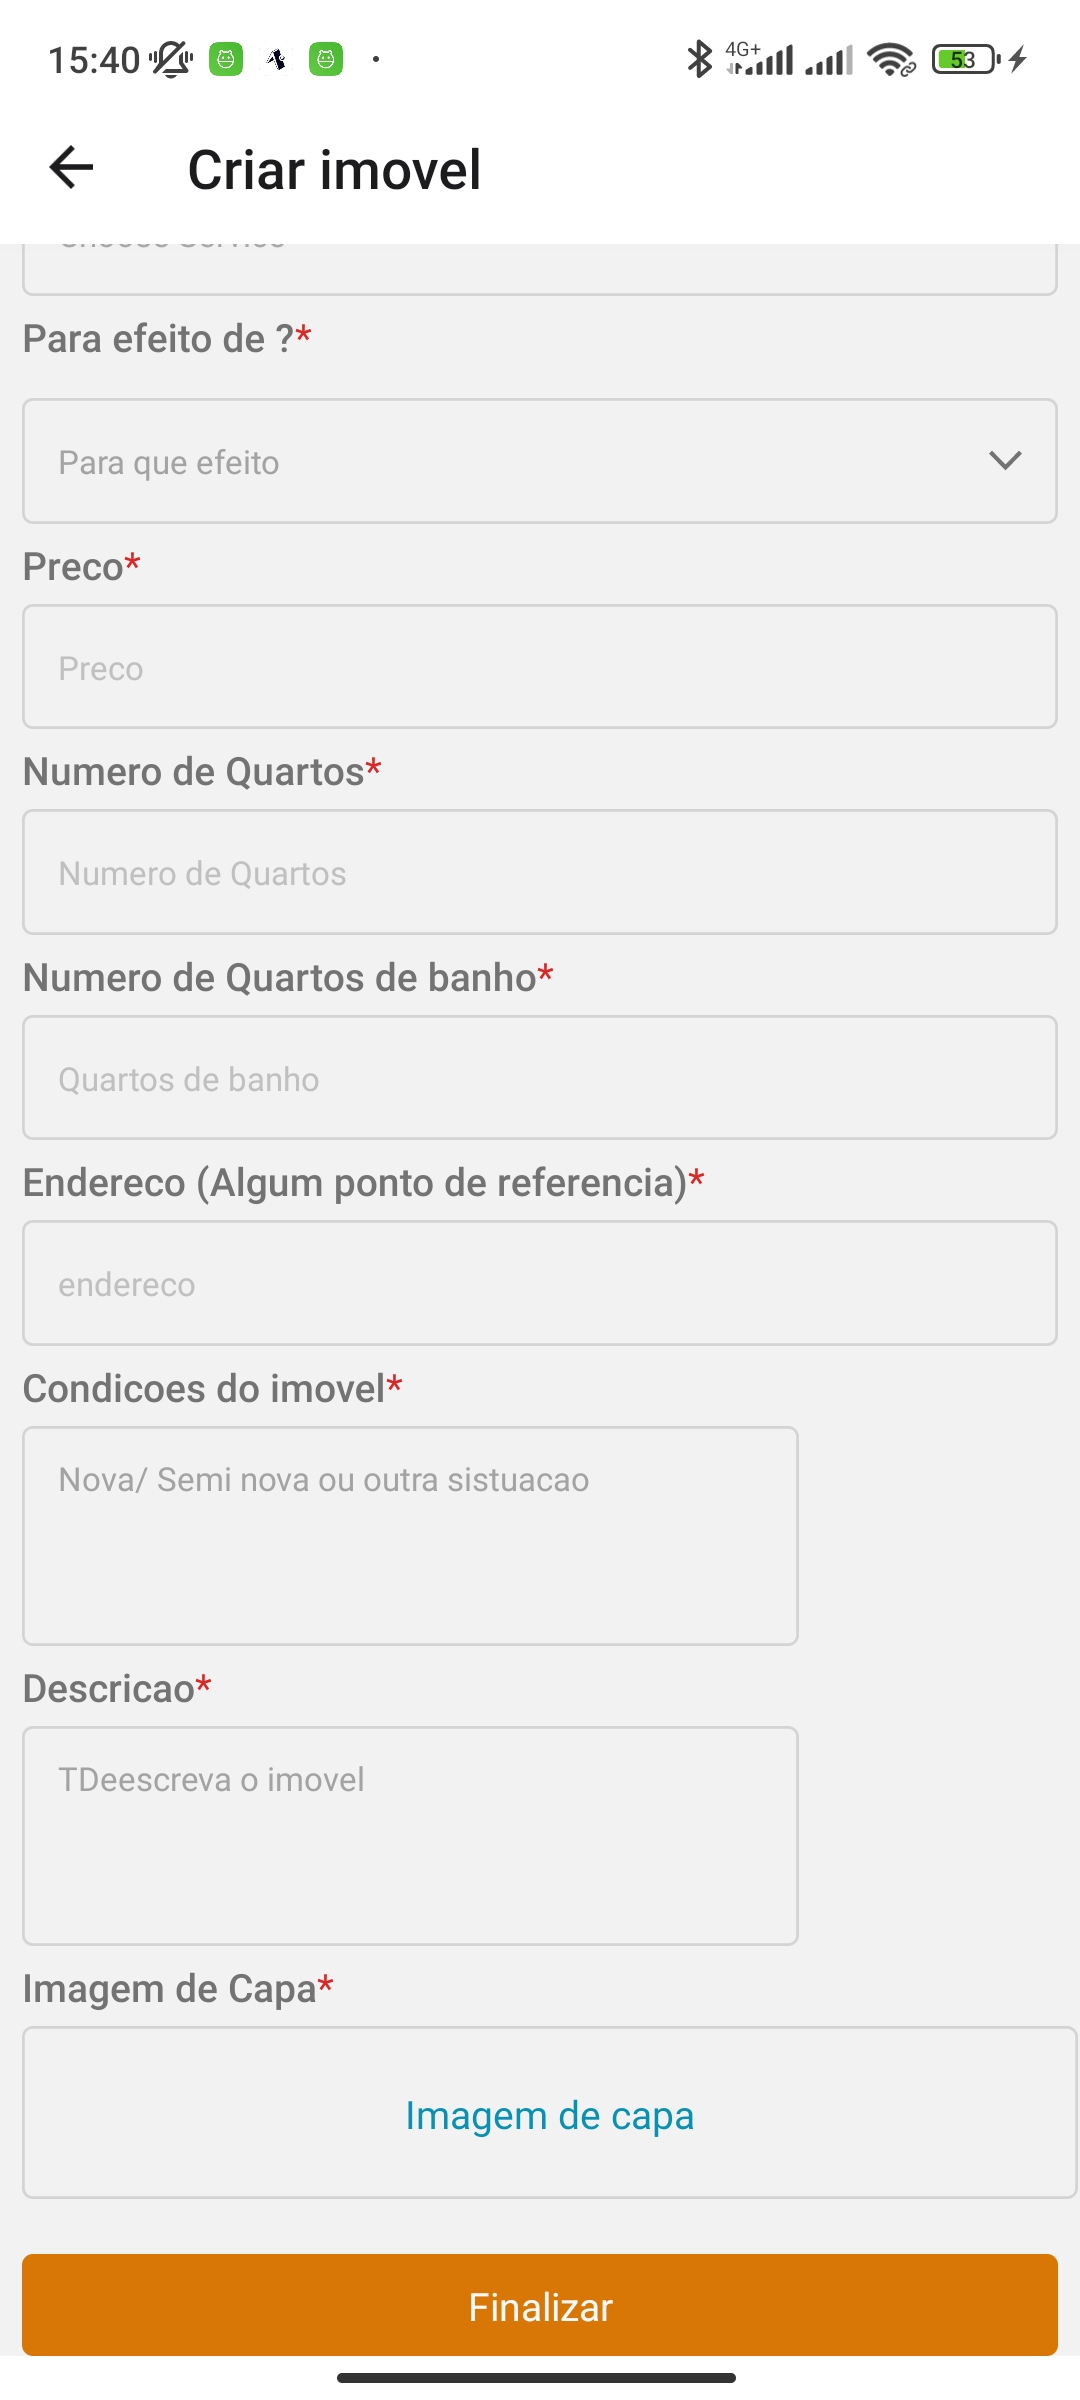 15:40
4G+
53
Criar imovel
Para efeito de ?*
Para que efeito
Preco*
Preco
Numero de Quartos*
Numero de Quartos
Numero de Quartos de banho*
Quartos de banho
Endereco (Algum ponto de referencia)*
endereco
Condicoes do imovel*
Nova/ Semi nova ou outra sistuacao
Descricao*
TDeescreva o imovel
Imagem de Capa*
Imagem de capa
Finalizar